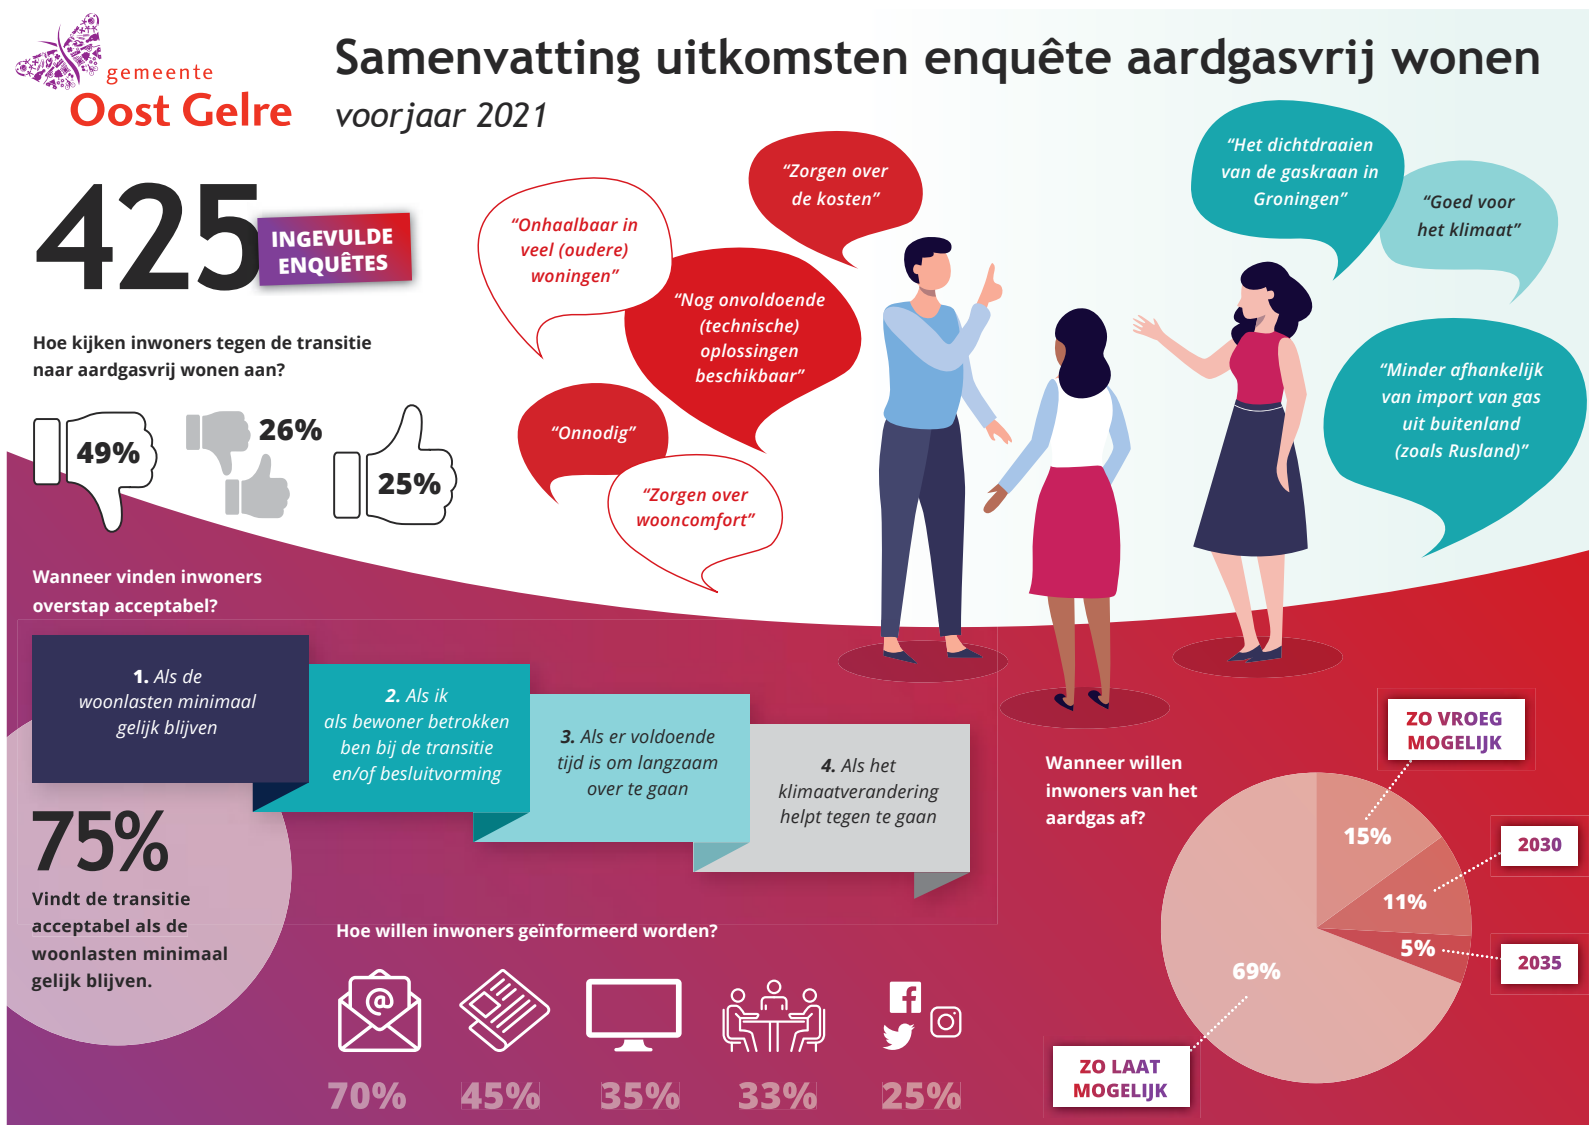 gemeente
Oost Gelre
Samenvatting uitkomsten enquête aardgasvrij wonen
voorjaar 2021
425
INGEVULDE
ENQUÊTES
Hoe kijken inwoners tegen de transitie
naar aardgasvrij wonen aan?
49%
26%
25%
“Onhaalbaar in
veel (oudere)
woningen”
“Zorgen over
de kosten”
“Nog onvoldoende
(technische)
oplossingen
beschikbaar”
“Onnodig”
“Zorgen over
wooncomfort”
“Het dichtdraaien
van de gaskraan in
Groningen”
“Goed voor
het klimaat”
“Minder afhankelijk
van import van gas
uit buitenland
(zoals Rusland)”
Wanneer vinden inwoners
overstap acceptabel?
1. Als de
woonlasten minimaal
gelijk blijven
2. Als ik
als bewoner betrokken
ben bij de transitie
en/of besluitvorming
3. Als er voldoende
tijd is om langzaam
over te gaan
4. Als het
klimaatverandering
helpt tegen te gaan
75%
Vindt de transitie
acceptabel als de
woonlasten minimaal
gelijk blijven.
Hoe willen inwoners geïnformeerd worden?
@
70%
45%
35%
33%
25%
Wanneer willen
inwoners van het
aardgas af?
ZO VROEG
MOGELIJK
15%
2030
11%
2035
5%
69%
ZO LAAT
MOGELIJK